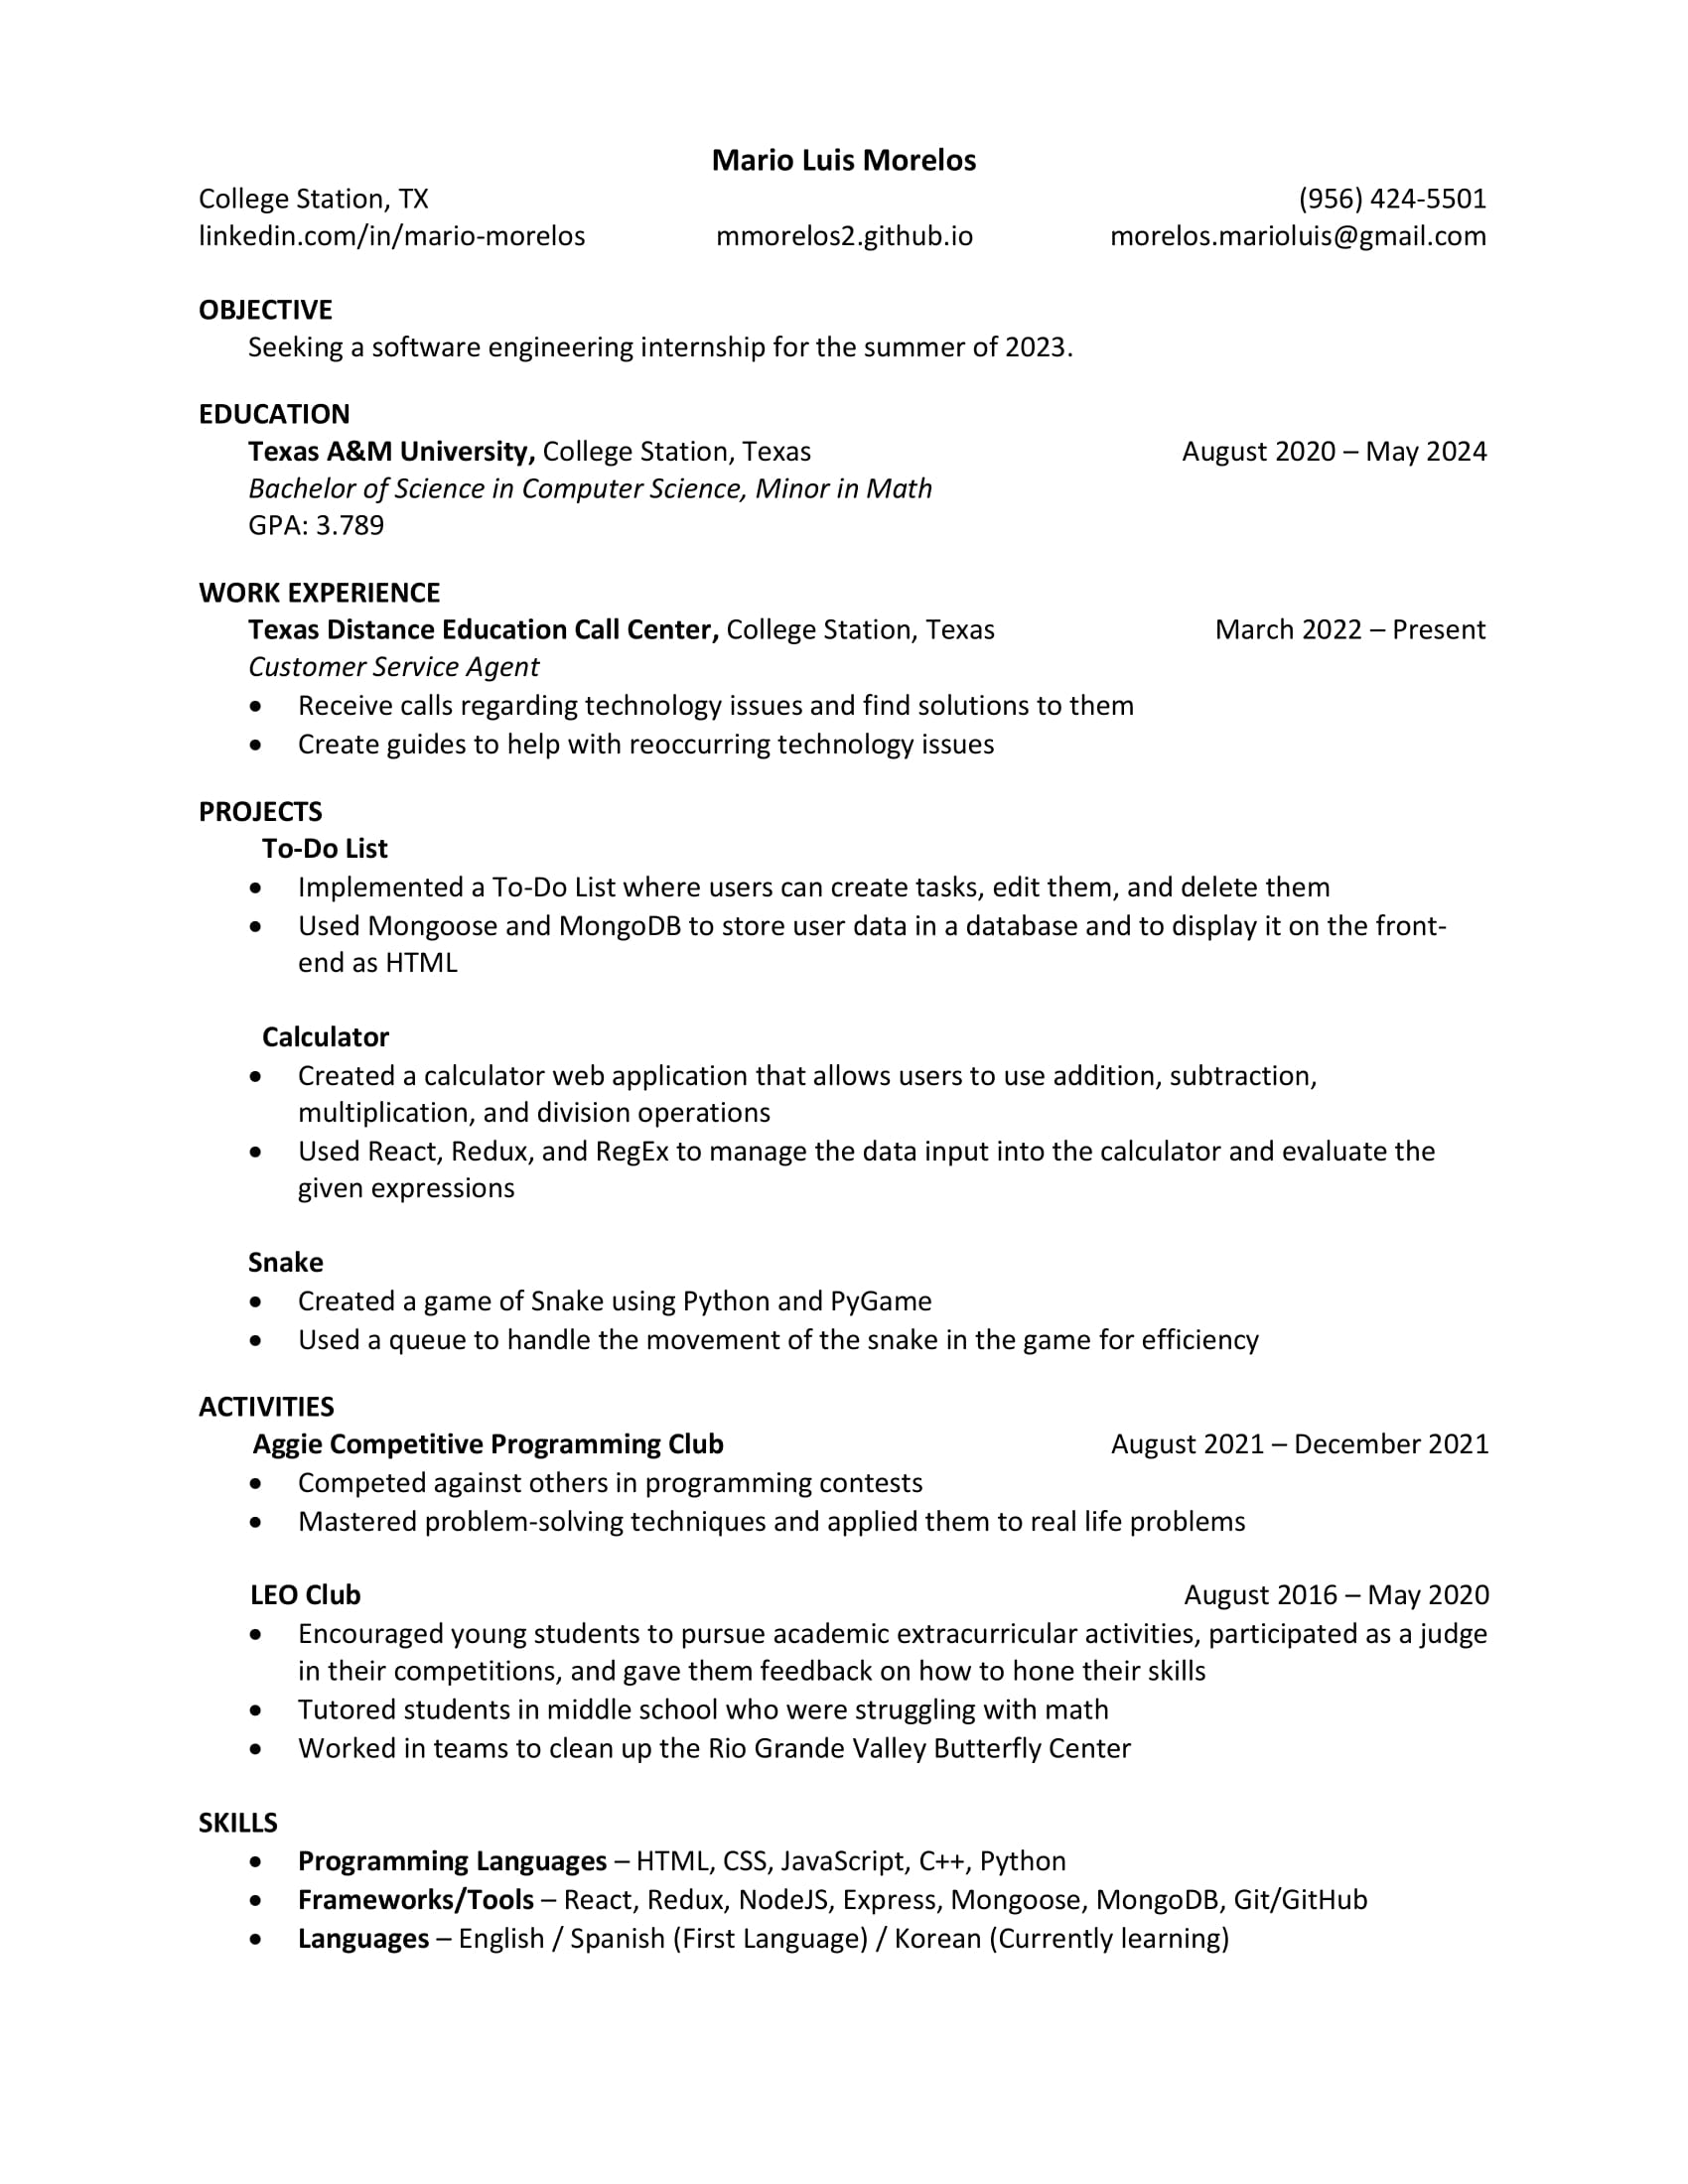 Mario Luis Morelos
College Station, TX (956) 424-5501
linkedin.com/in/mario-morelos mmorelos2.github.io morelos.marioluis@gmail.com
OBJECTIVE
Seeking a software engineering internship for the summer of 2023.
EDUCATION
Texas A&M University, College Station, Texas August 2020 – May 2024
Bachelor of Science in Computer Science, Minor in Math
GPA: 3.789
WORK EXPERIENCE
Texas Distance Education Call Center, College Station, Texas March 2022 – Present
Customer Service Agent
• Receive calls regarding technology issues and find solutions to them
• Create guides to help with reoccurring technology issues
PROJECTS
To-Do List
• Implemented a To-Do List where users can create tasks, edit them, and delete them
• Used Mongoose and MongoDB to store user data in a database and to display it on the front-
end as HTML
Calculator
• Created a calculator web application that allows users to use addition, subtraction,
multiplication, and division operations
• Used React, Redux, and RegEx to manage the data input into the calculator and evaluate the
given expressions
Snake
• Created a game of Snake using Python and PyGame
• Used a queue to handle the movement of the snake in the game for efficiency
ACTIVITIES
Aggie Competitive Programming Club August 2021 – December 2021
• Competed against others in programming contests
• Mastered problem-solving techniques and applied them to real life problems
LEO Club August 2016 – May 2020
• Encouraged young students to pursue academic extracurricular activities, participated as a judge
in their competitions, and gave them feedback on how to hone their skills
• Tutored students in middle school who were struggling with math
• Worked in teams to clean up the Rio Grande Valley Butterfly Center
SKILLS
• Programming Languages – HTML, CSS, JavaScript, C++, Python
• Frameworks/Tools – React, Redux, NodeJS, Express, Mongoose, MongoDB, Git/GitHub
• Languages – English / Spanish (First Language) / Korean (Currently learning)